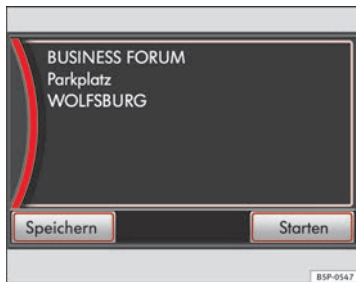 BUSINESS FORUM
Parkplatz
WOLFSBURG
Speichern
Starten
B5P-0547